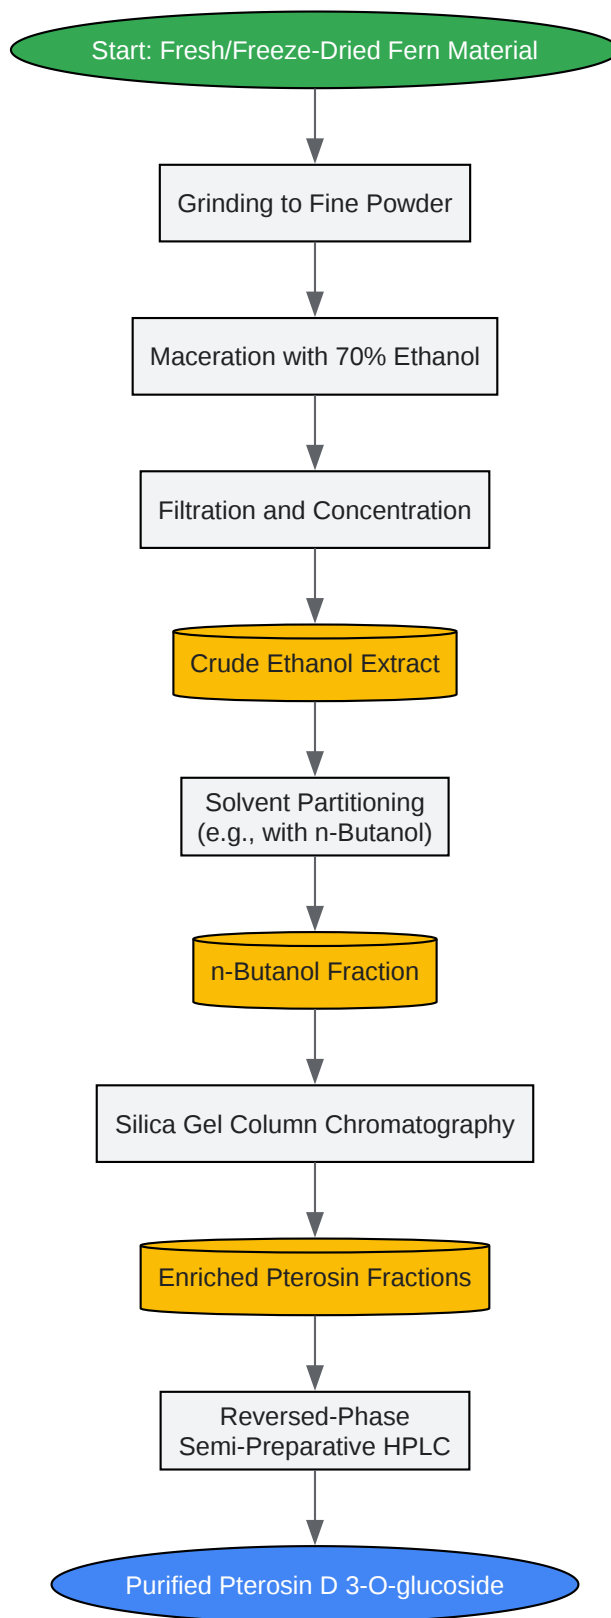 Start: Fresh/Freeze-Dried Fern Material
Grinding to Fine Powder
Maceration with 70% Ethanol
Filtration and Concentration
Crude Ethanol Extract
Solvent Partitioning
(e.g., with n-Butanol)
n-Butanol Fraction
Silica Gel Column Chromatography
Enriched Pterosin Fractions
Reversed-Phase
Semi-Preparative HPLC
Purified Pterosin D 3-O-glucoside